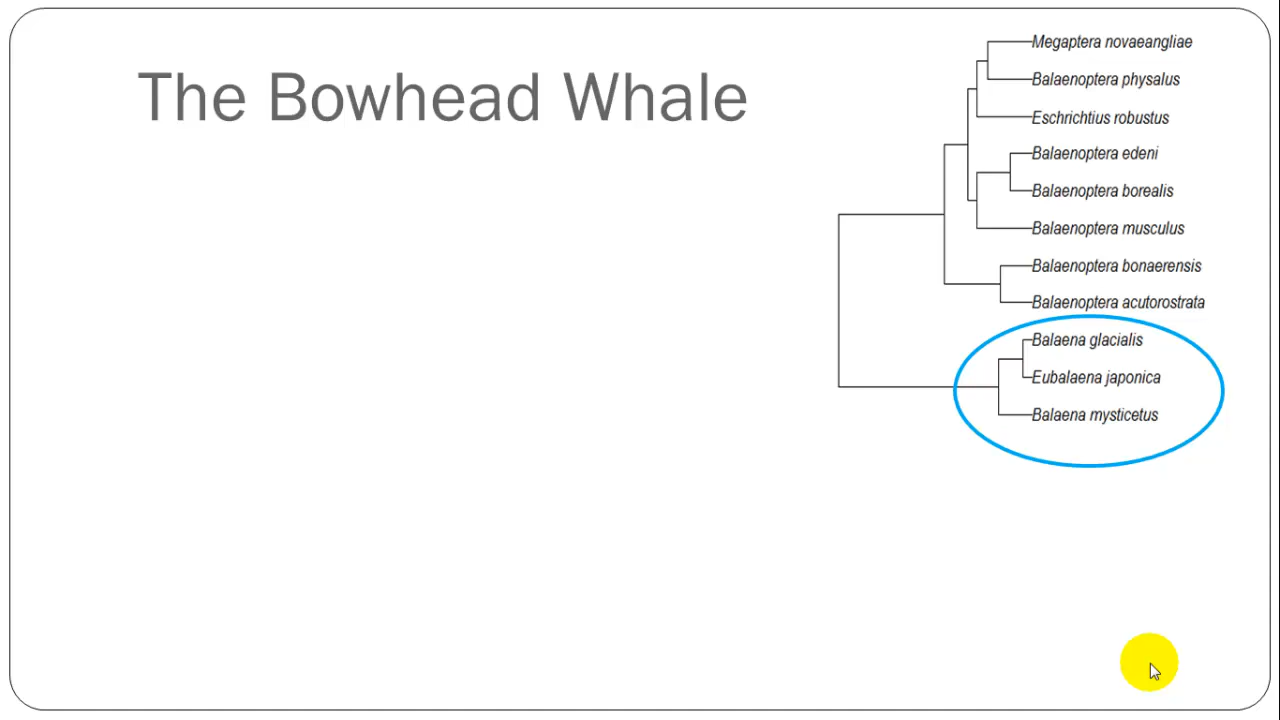 The Bowhead Whale
Megaptera novaeangliae
Balaenoptera physalus
Eschrichtius robustus
Balaenoptera edeni
Balaenoptera borealis
Balaenoptera musculus
Balaenoptera bonaerensis
Balaenoptera acutorostrata
Balaena glacialis
Eubalaena japonica
Balaena mysticetus